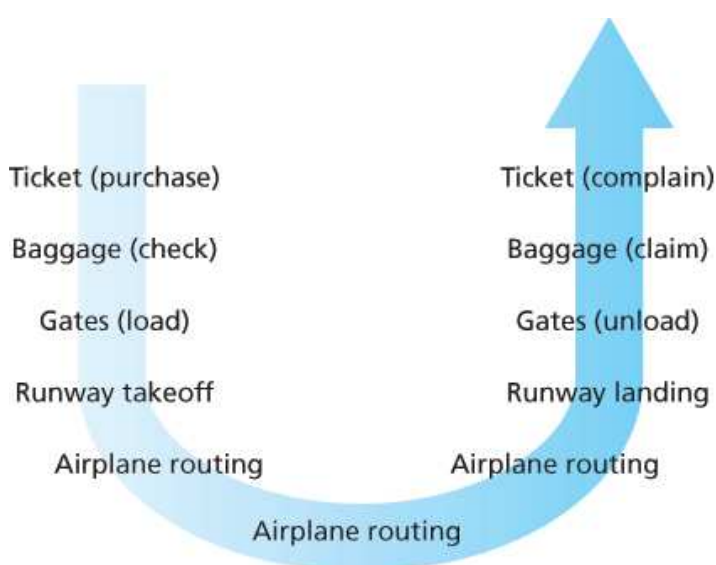 Ticket (purchase)
Baggage (check)
Gates (load)
Runway takeoff
Airplane routing
Airplane routing
Airplane routing
Runway landing
Gates (unload)
Baggage (claim)
Ticket (complain)